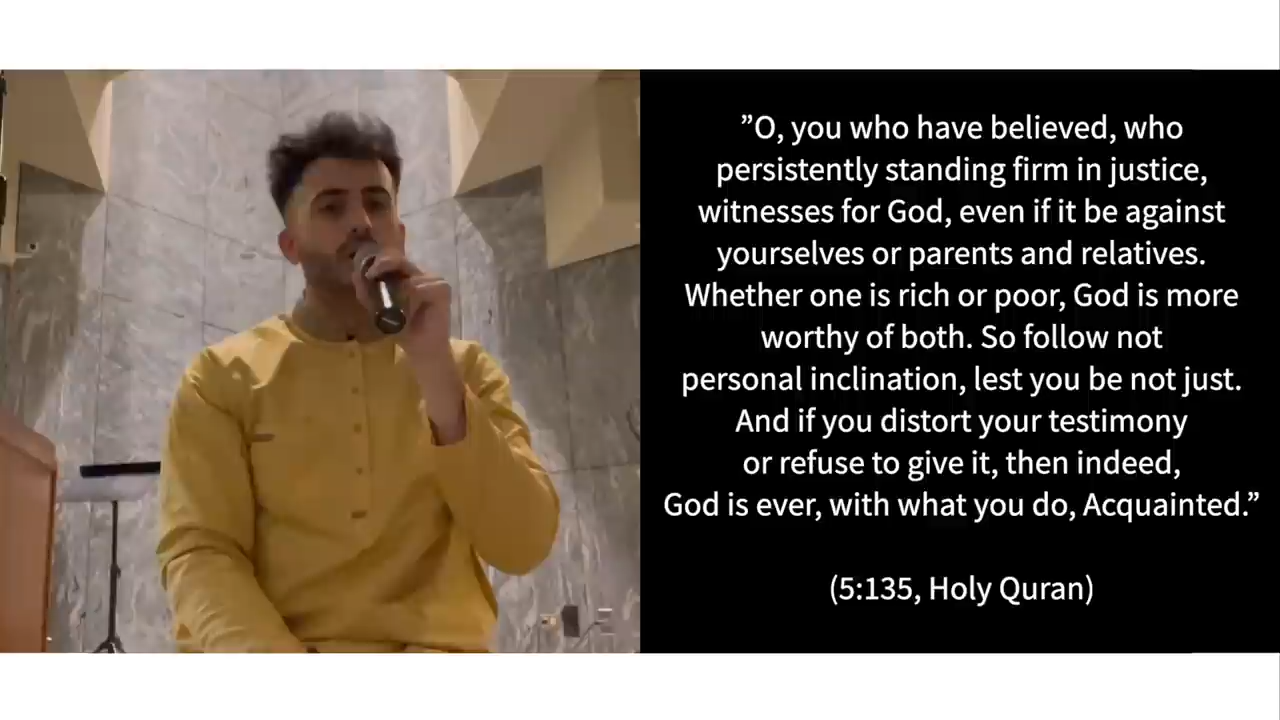 ”O, you who have believed, who
persistently standing firm in justice,
witnesses for God, even if it be against
yourselves or parents and relatives.
Whether one is rich or poor, God is more
worthy of both. So follow not
personal inclination, lest you be not just.
And if you distort your testimony
or refuse to give it, then indeed,
God is ever, with what you do, Acquainted.”
(5:135, Holy Quran)